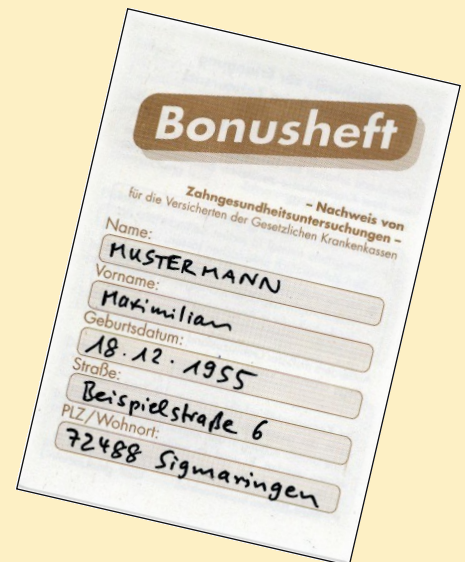 Bonusheft
– Nachweis von
Zahngesundheitsuntersuchungen –
für die Versicherten der Gesetzlichen Krankenkassen
Name:
MUSTERMANN
Vorname:
Maximilian
Geburtsdatum:
18.12.1955
Straße:
Beispielstraße 6
PLZ/Wohnort:
72488 Sigmaringen